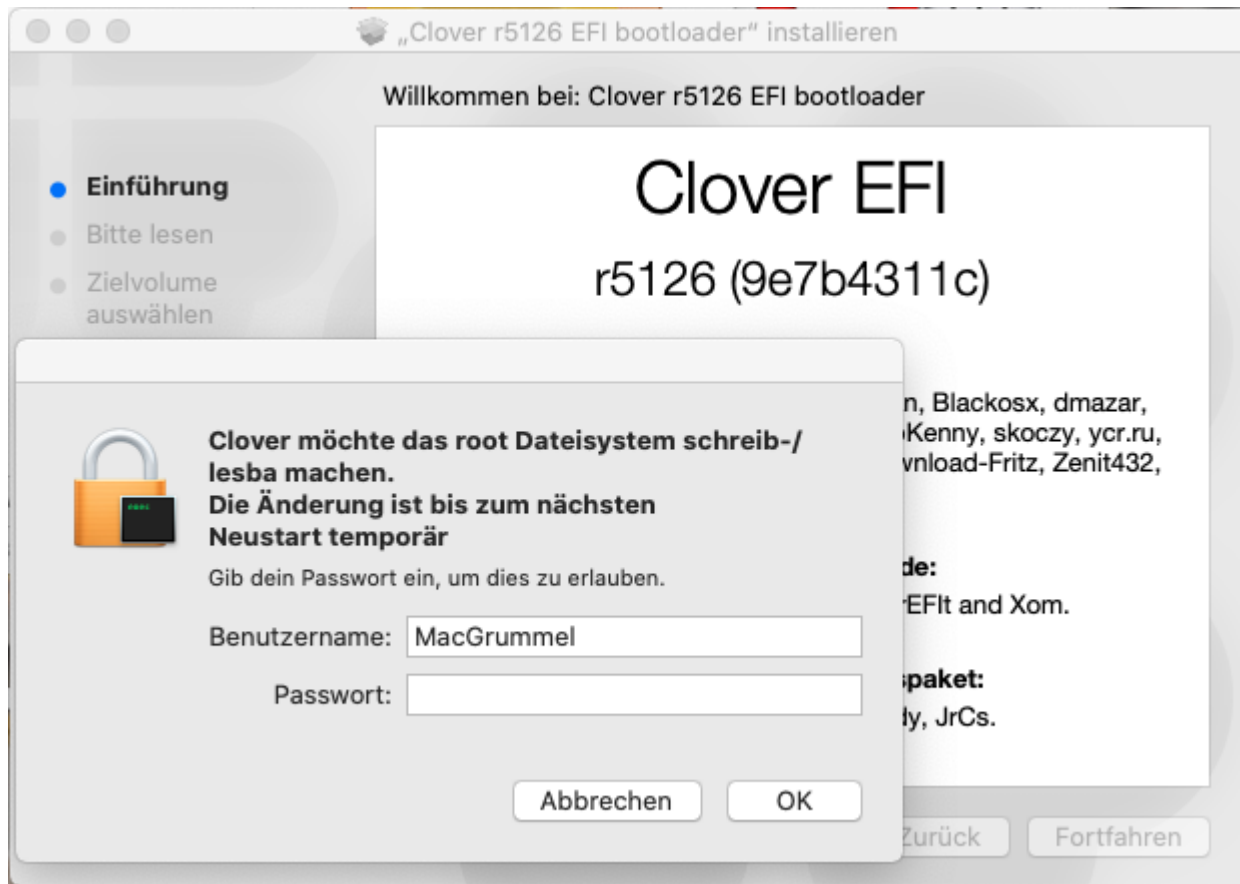 „Clover r5126 EFI bootloader“ installieren
Willkommen bei: Clover r5126 EFI bootloader
Einführung
Bitte lesen
Zielvolume
auswählen
Clover EFI
r5126 (9e7b4311c)
n, Blackosx, dmazar,
Kenny, skoczy, ycr.ru,
wnload-Fritz, Zenit432,
de:
rEFIt and Xom.
spaket:
dy, JrCs.
Clover möchte das root Dateisystem schreib-/
lesba machen.
Die Änderung ist bis zum nächsten
Neustart temporär
Gib dein Passwort ein, um dies zu erlauben.
Benutzername: MacGrummel
Passwort:
Abbrechen OK
Zurück Fortfahren